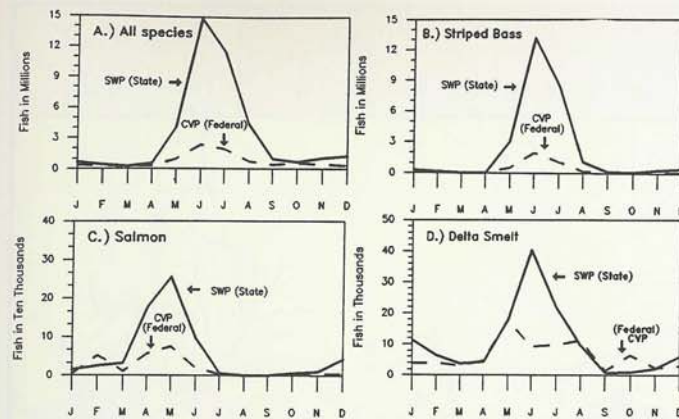 A.) All species
Fish in Millions
15
12
9
6
3
0
SWP (State)
CVP (Federal)
J F M A M J J A S O N D
B.) Striped Bass
Fish in Millions
15
12
9
6
3
0
SWP (State)
CVP
(Federal)
J F M A M J J A S O N D
C.) Salmon
Fish in Ten Thousands
40
30
20
10
0
SWP (State)
CVP
(Federal)
J F M A M J J A S O N D
D.) Delta Smelt
Fish in Thousands
50
40
30
20
10
0
SWP (State)
(Federal)
CVP
J F M A M J J A S O N D